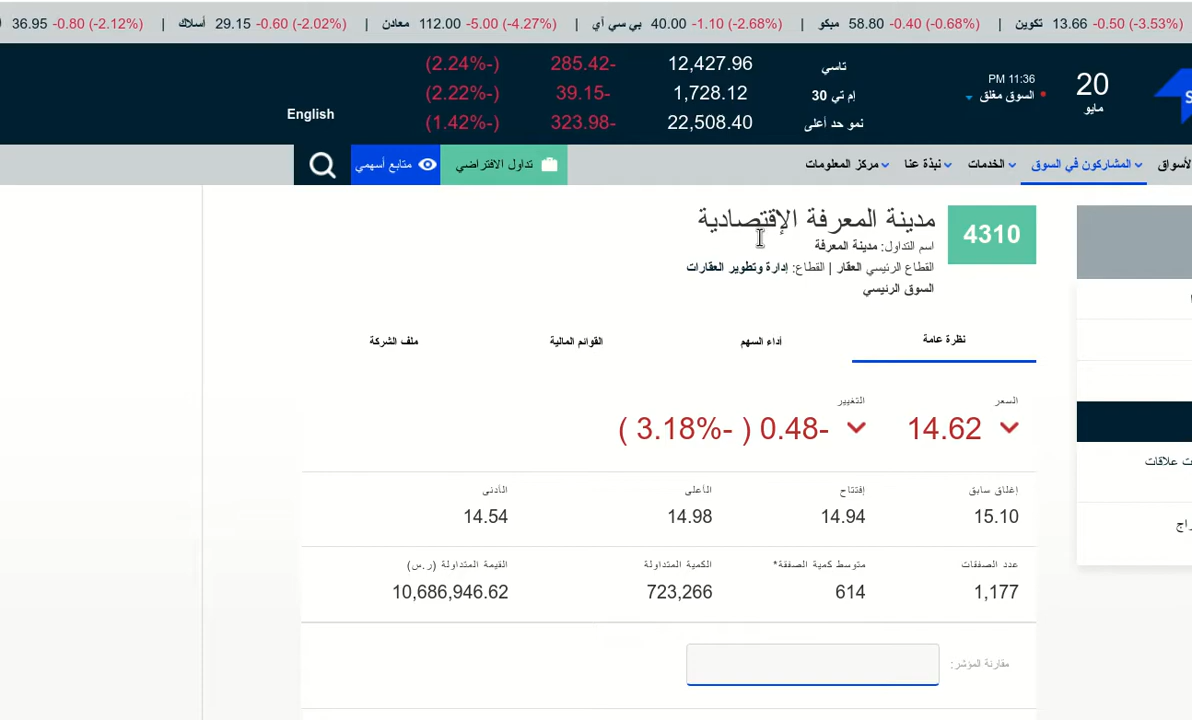 تكوين 13.66 -0.50 (-3.53%) | مبكو 58.80 -0.40 (-0.68%) | بي سي أي 40.00 -1.10 (-2.68%) | معادن 112.00 -5.00 (-4.27%) | أسلاك 29.15 -0.60 (-2.02%) | 36.95 -0.80 (-2.12%)
تاسي 12,427.96 -285.42 (-2.24%)
إم تي 30 1,728.12 -39.15 (-2.22%)
نمو حد أعلى 22,508.40 -323.98 (-1.42%)
20
مايو
11:36 PM
السوق مغلق
English
المشاركون في السوق
الخدمات
نبذة عنا
مركز المعلومات
تداول الافتراضي
متابع أسهمي
4310
مدينة المعرفة الإقتصادية
اسم التداول: مدينة المعرفة
القطاع الرئيسي العقار | القطاع: إدارة وتطوير العقارات
السوق الرئيسي
نظرة عامة
أداء السهم
القوائم المالية
ملف الشركة
السعر
التغيير
14.62
-0.48 ( -3.18% )
إغلاق سابق
إفتتاح
الأعلى
الأدنى
15.10
14.94
14.98
14.54
عدد الصفقات
متوسط كمية الصفقة*
الكمية المتداولة
القيمة المتداولة (ر.س)
1,177
614
723,266
10,686,946.62
مقارنة المؤشر: